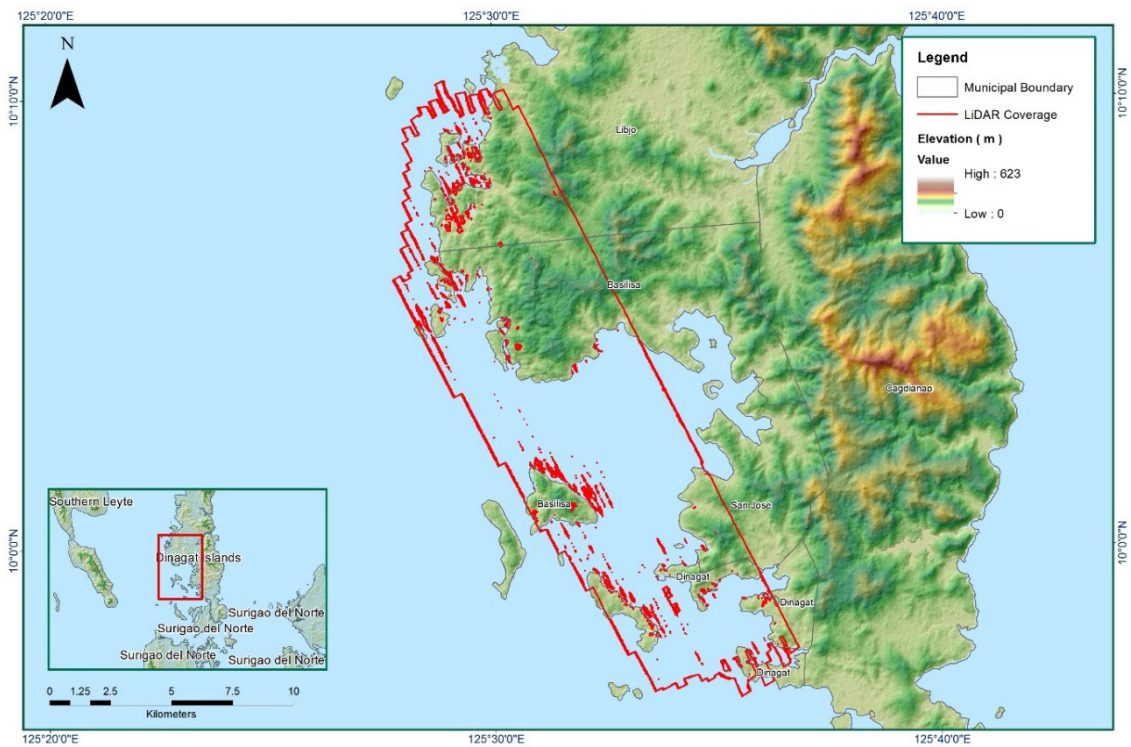 125°20'0"E
125°30'0"E
125°40'0"E
N
10°10'0"N
10°10'0"N
Legend
Municipal Boundary
LiDAR Coverage
Elevation ( m )
Value
High : 623
Low : 0
Libjo
Basilisa
Cagdianao
Basilisa
San Jose
Dinagat
Dinagat
Dinagat
10°0'0"N
10°0'0"N
Southern Leyte
Dinagat Islands
Surigao del Norte
Surigao del Norte
Surigao del Norte
Surigao del Norte
0 1.25 2.5 5 7.5 10
Kilometers
125°20'0"E
125°30'0"E
125°40'0"E